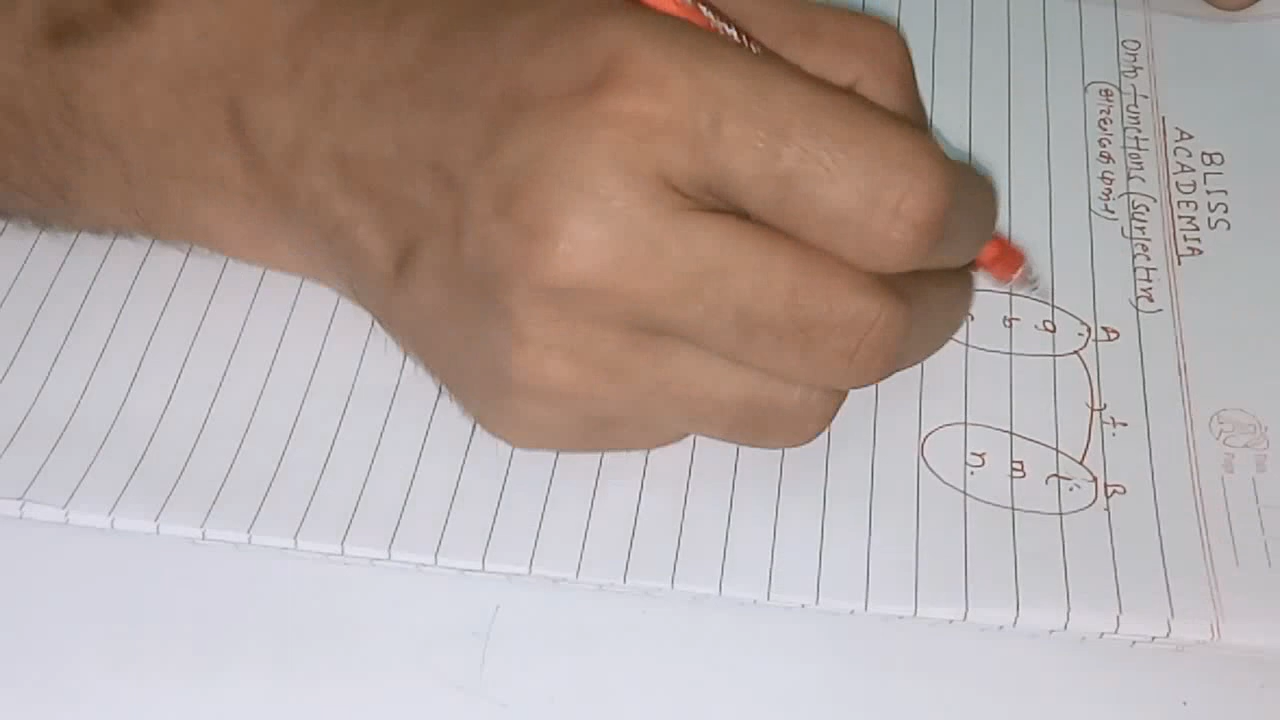 BLISS
ACADEMIA
Onto functions (surjective)
A f. B
a l
b m
c n.